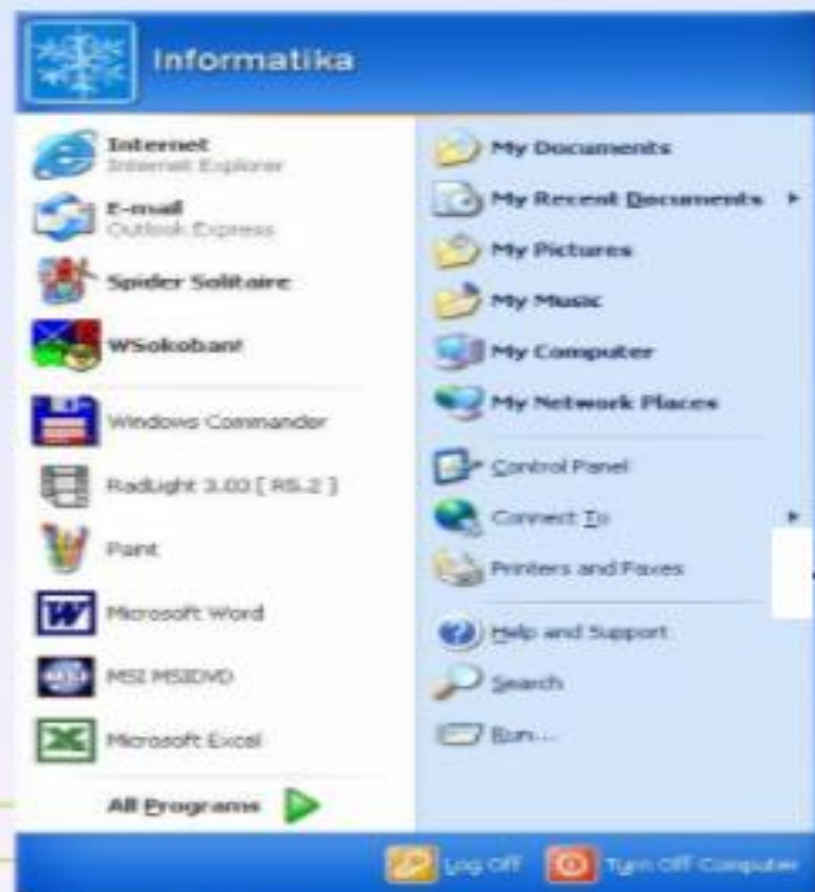 Informatika
Internet
Internet Explorer
E-mail
Outlook Express
Spider Solitaire
WSokoban!
Windows Commander
RadLight 3.03 [ RS.2 ]
Paint
Microsoft Word
MSI MSIDVD
Microsoft Excel
All Programs
My Documents
My Recent Documents
My Pictures
My Music
My Computer
My Network Places
Control Panel
Connect To
Printers and Faxes
Help and Support
Search
Run...
Log Off
Turn Off Computer